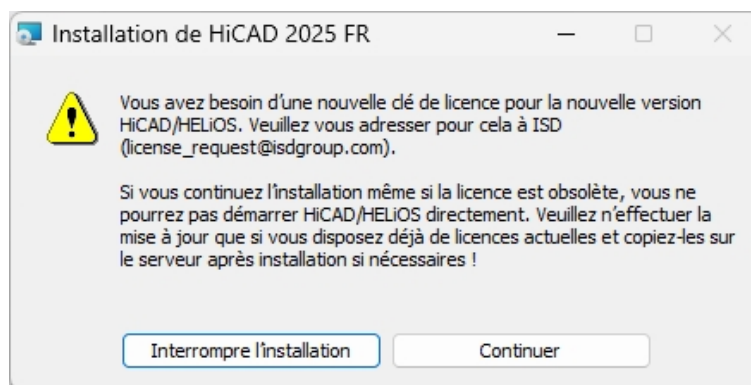 Installation de HiCAD 2025 FR
Vous avez besoin d'une nouvelle clé de licence pour la nouvelle version
HiCAD/HELiOS. Veuillez vous adresser pour cela à ISD
(license_request@isdgroup.com).
Si vous continuez l'installation même si la licence est obsolète, vous ne
pourrez pas démarrer HiCAD/HELiOS directement. Veuillez n'effectuer la
mise à jour que si vous disposez déjà de licences actuelles et copiez-les sur
le serveur après installation si nécessaires !
Interrompre l'installation
Continuer